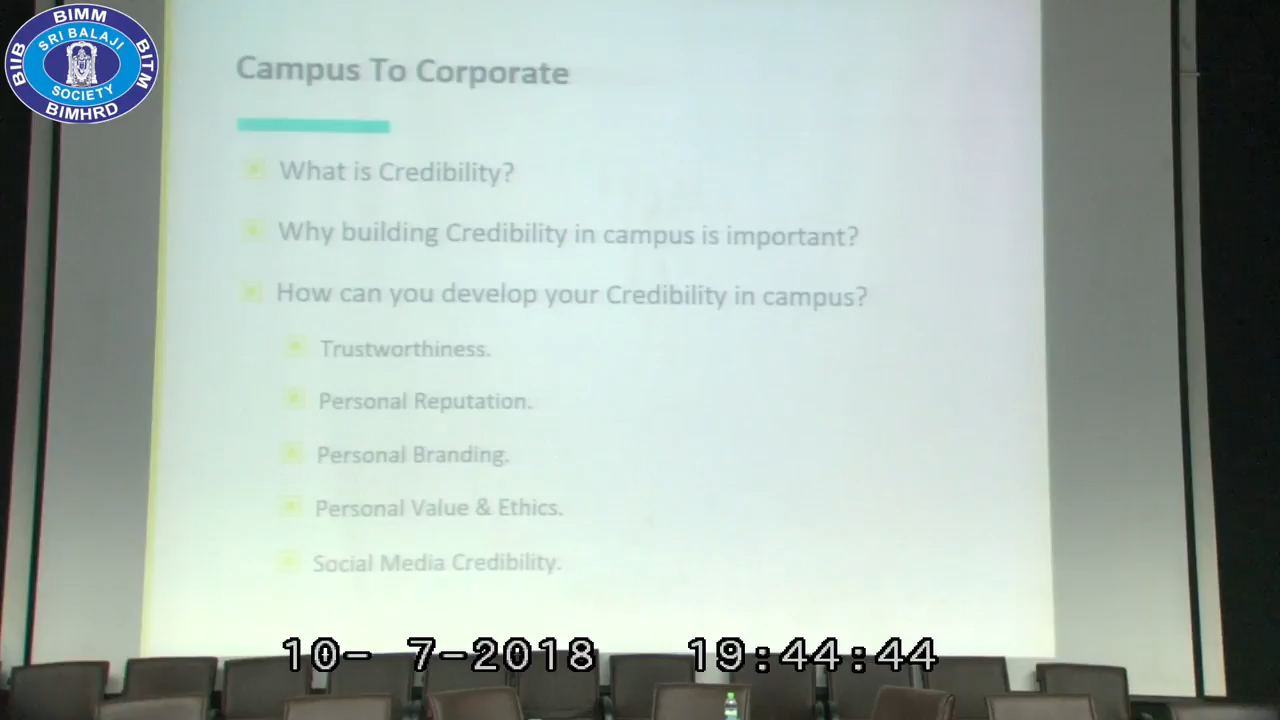 BIMM
SRI BALAJI
BIIB
BITM
SOCIETY
BIMHRD
Campus To Corporate
What is Credibility?
Why building Credibility in campus is important?
How can you develop your Credibility in campus?
Trustworthiness.
Personal Reputation.
Personal Branding.
Personal Value & Ethics.
Social Media Credibility.
10- 7-2018 19:44:44